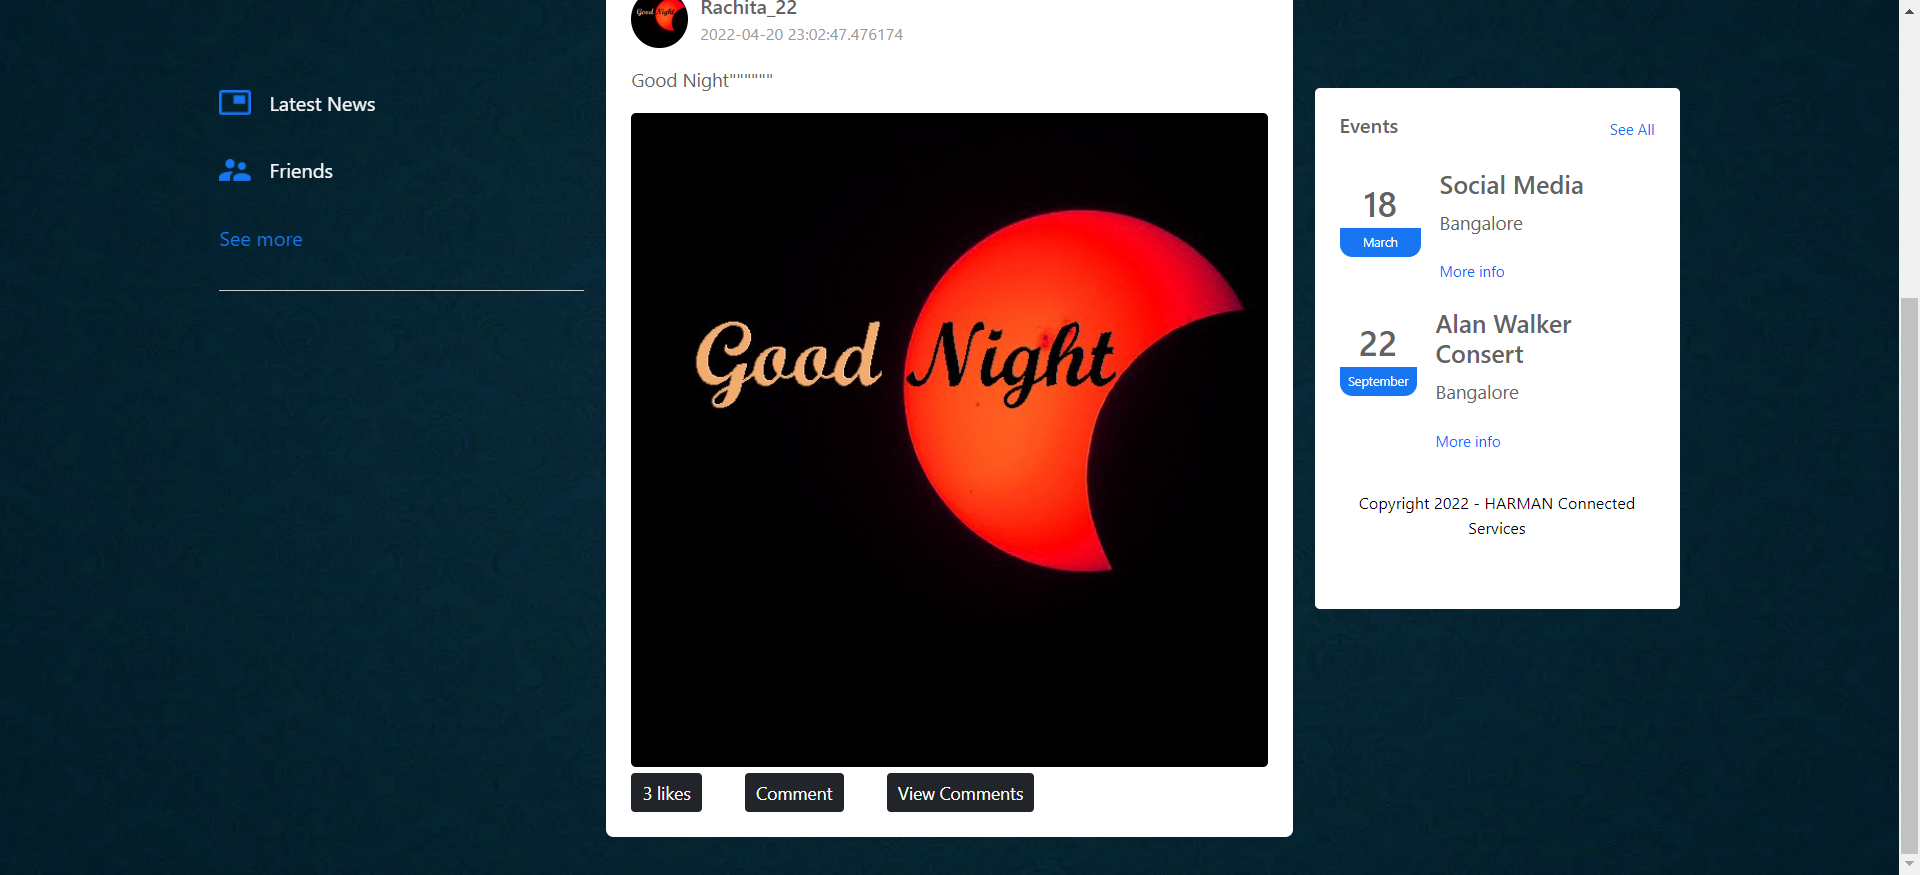 Latest News
Friends
See more
Good Night
Rachita_22
2022-04-20 23:02:47.476174
Good Night""""""
Good Night
3 likes
Comment
View Comments
Events
See All
18
March
Social Media
Bangalore
More info
22
September
Alan Walker
Consert
Bangalore
More info
Copyright 2022 - HARMAN Connected
Services